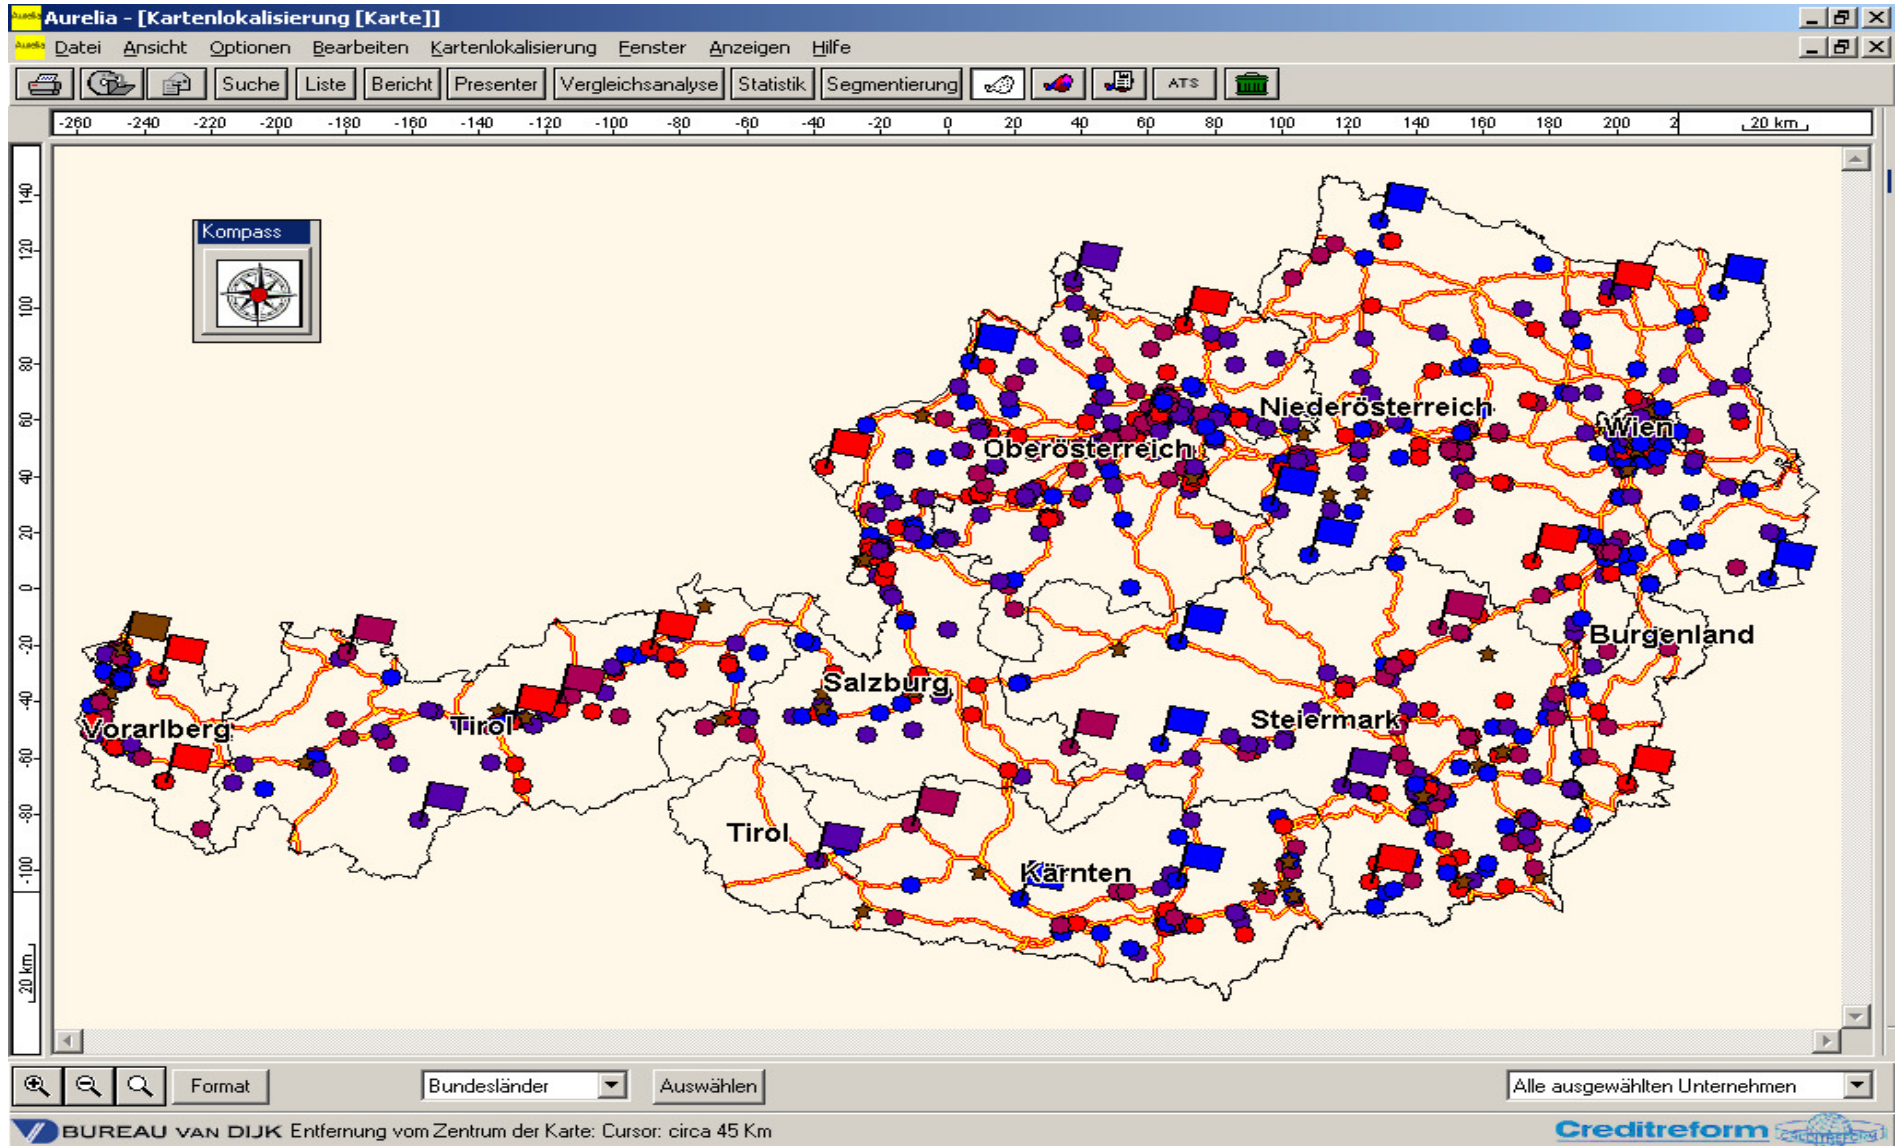 Aurelia - [Kartenlokalisierung [Karte]]
Datei Ansicht Optionen Bearbeiten Kartenlokalisierung Fenster Anzeigen Hilfe
Suche Liste Bericht Presenter Vergleichsanalyse Statistik Segmentierung ATS
-260 -240 -220 -200 -180 -160 -140 -120 -100 -80 -60 -40 -20 0 20 40 60 80 100 120 140 160 180 200 2 20 km
140
120
100
80
60
40
20
0
-20
-40
-60
-80
-100
20 km
Kompass
Niederösterreich
Wien
Oberösterreich
Burgenland
Salzburg
Steiermark
Vorarlberg
Tirol
Tirol
Kärnten
Format Bundesländer Auswählen Alle ausgewählten Unternehmen
BUREAU VAN DIJK Entfernung vom Zentrum der Karte: Cursor: circa 45 Km Creditreform